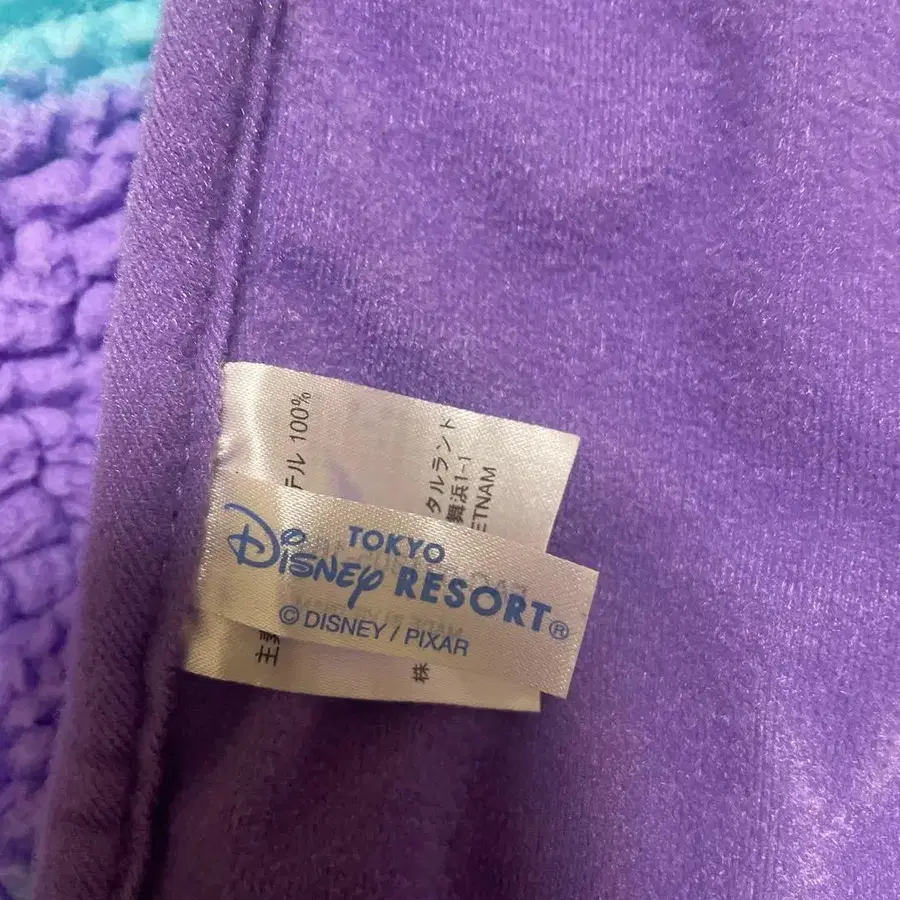 TOKYO
Disney RESORT®
© DISNEY / PIXAR
テル 100%
タルランド
舞浜1-1
ETNAM
主
株